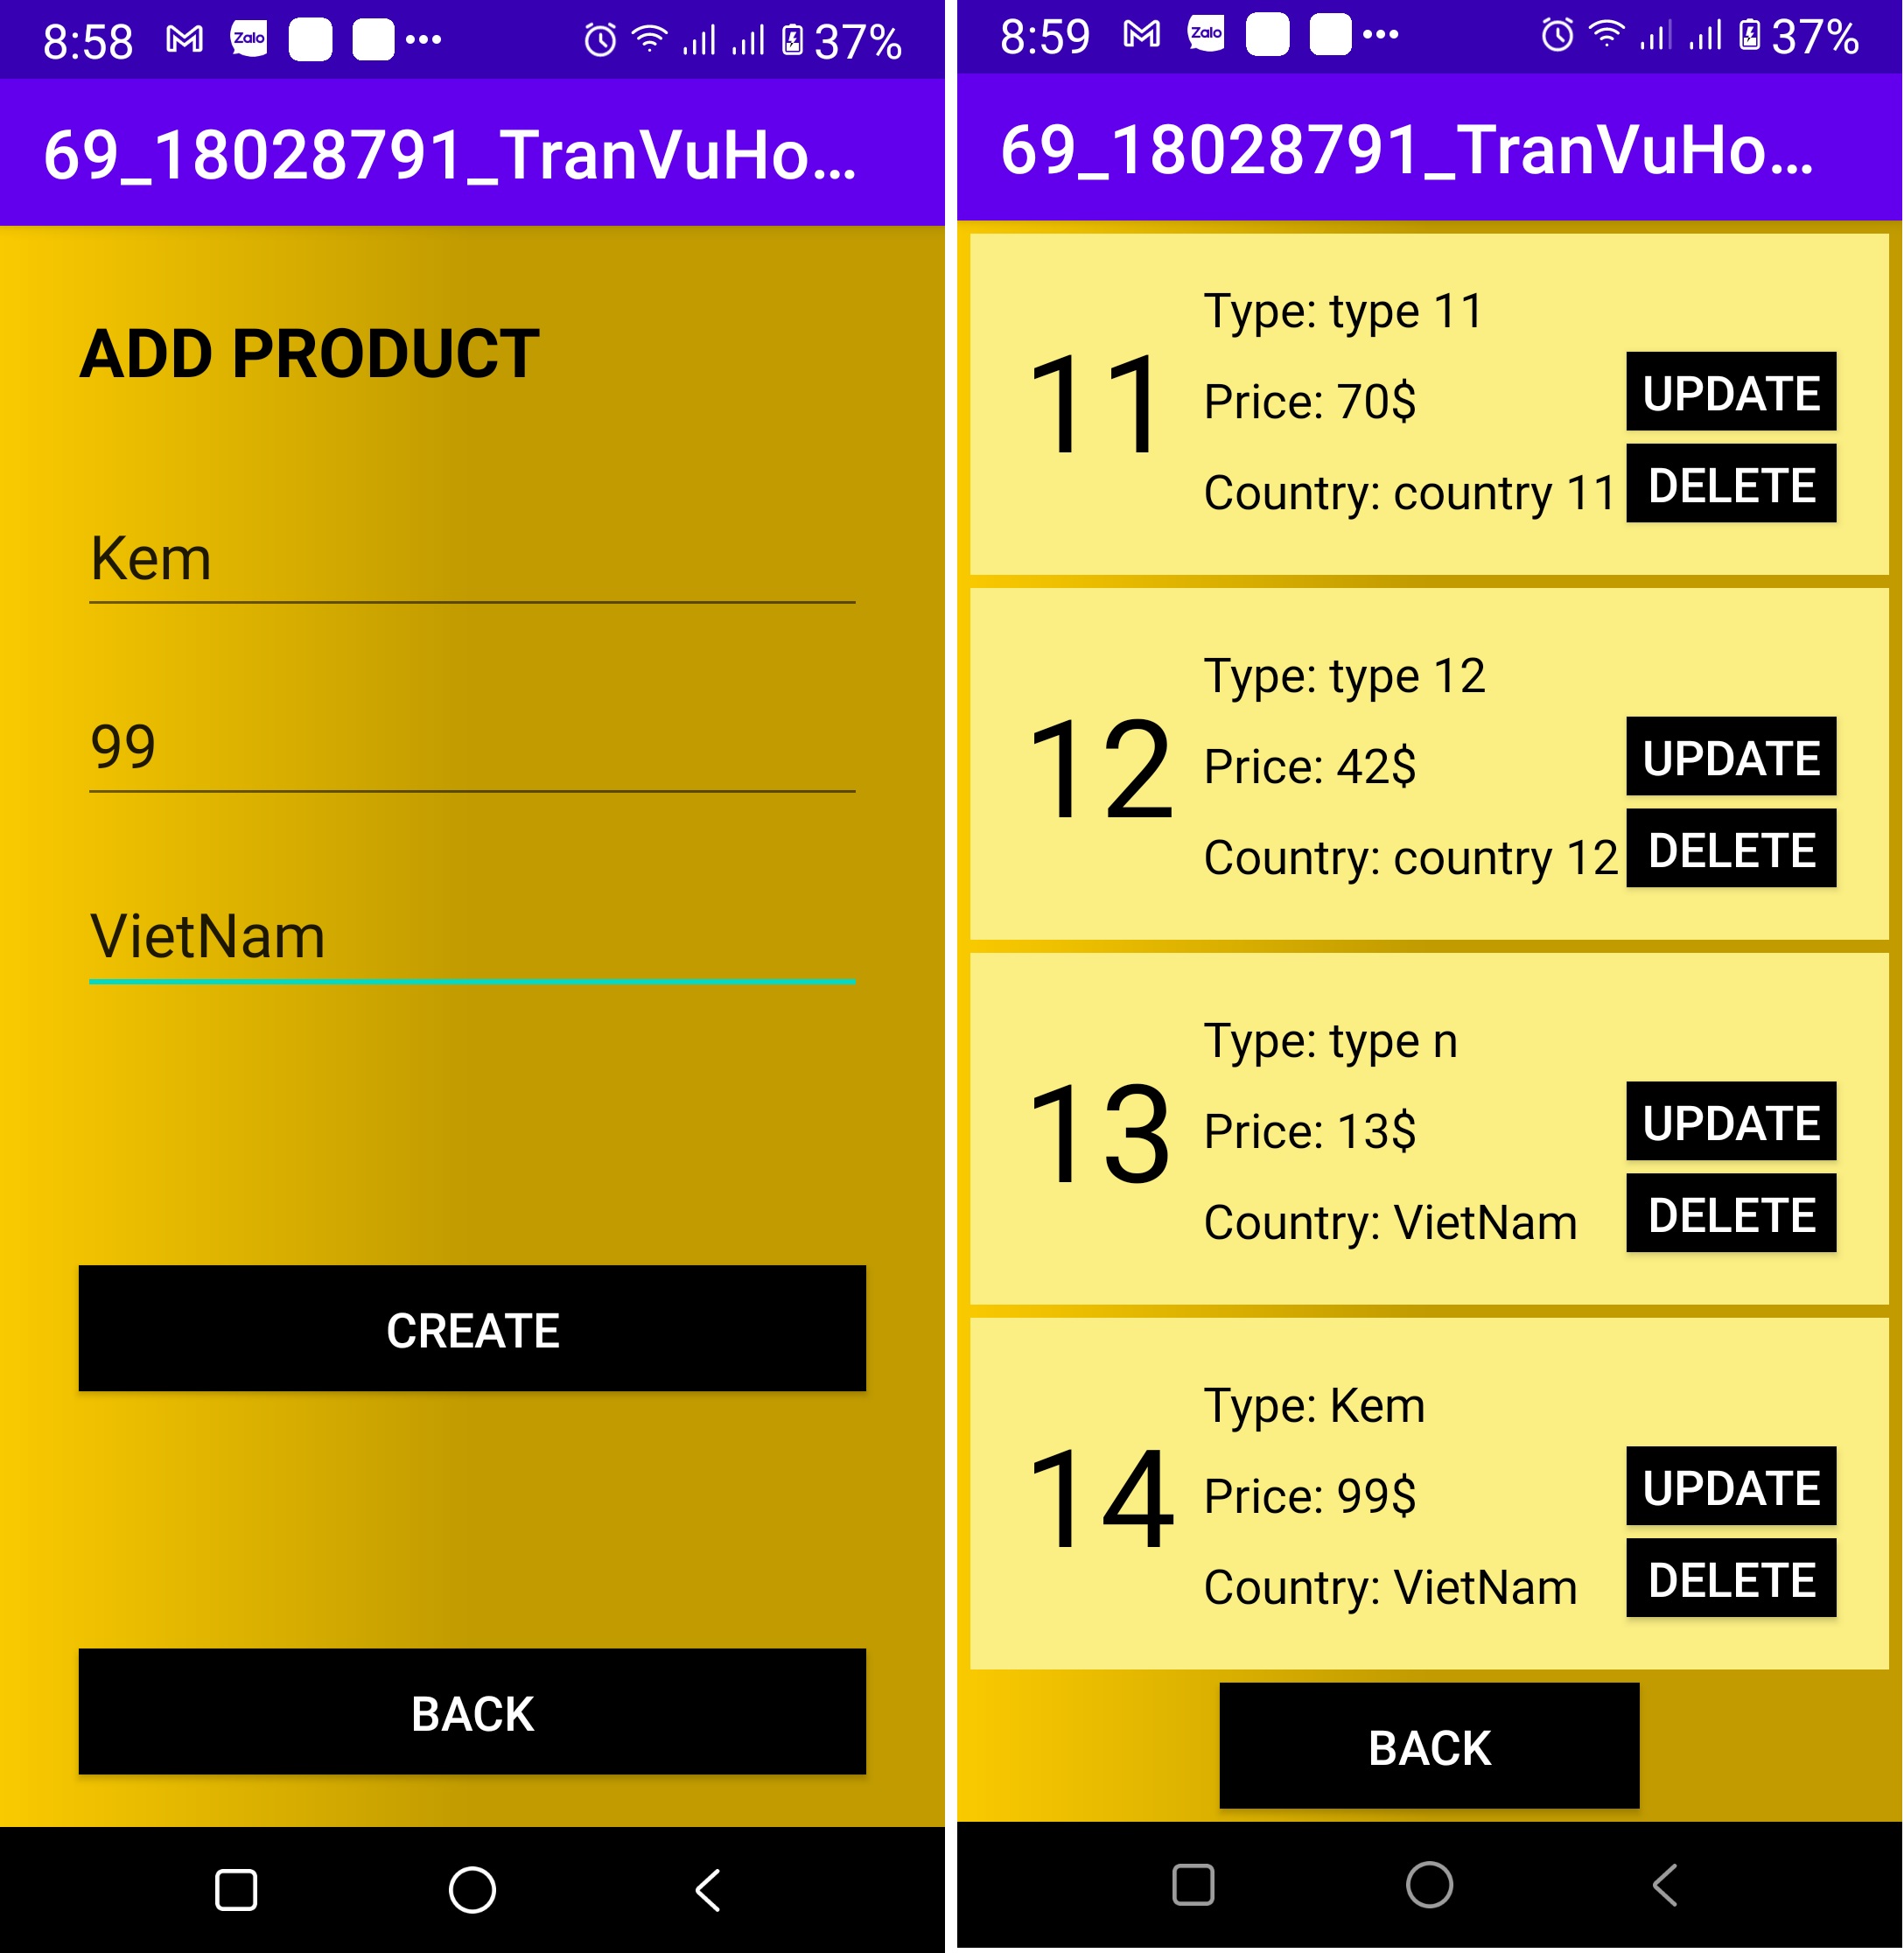 8:58 Zalo 37%
69_18028791_TranVuHo...
ADD PRODUCT
Kem
99
VietNam
CREATE
BACK
8:59 Zalo 37%
69_18028791_TranVuHo...
11
Type: type 11
Price: 70$
Country: country 11
UPDATE
DELETE
12
Type: type 12
Price: 42$
Country: country 12
UPDATE
DELETE
13
Type: type n
Price: 13$
Country: VietNam
UPDATE
DELETE
14
Type: Kem
Price: 99$
Country: VietNam
UPDATE
DELETE
BACK